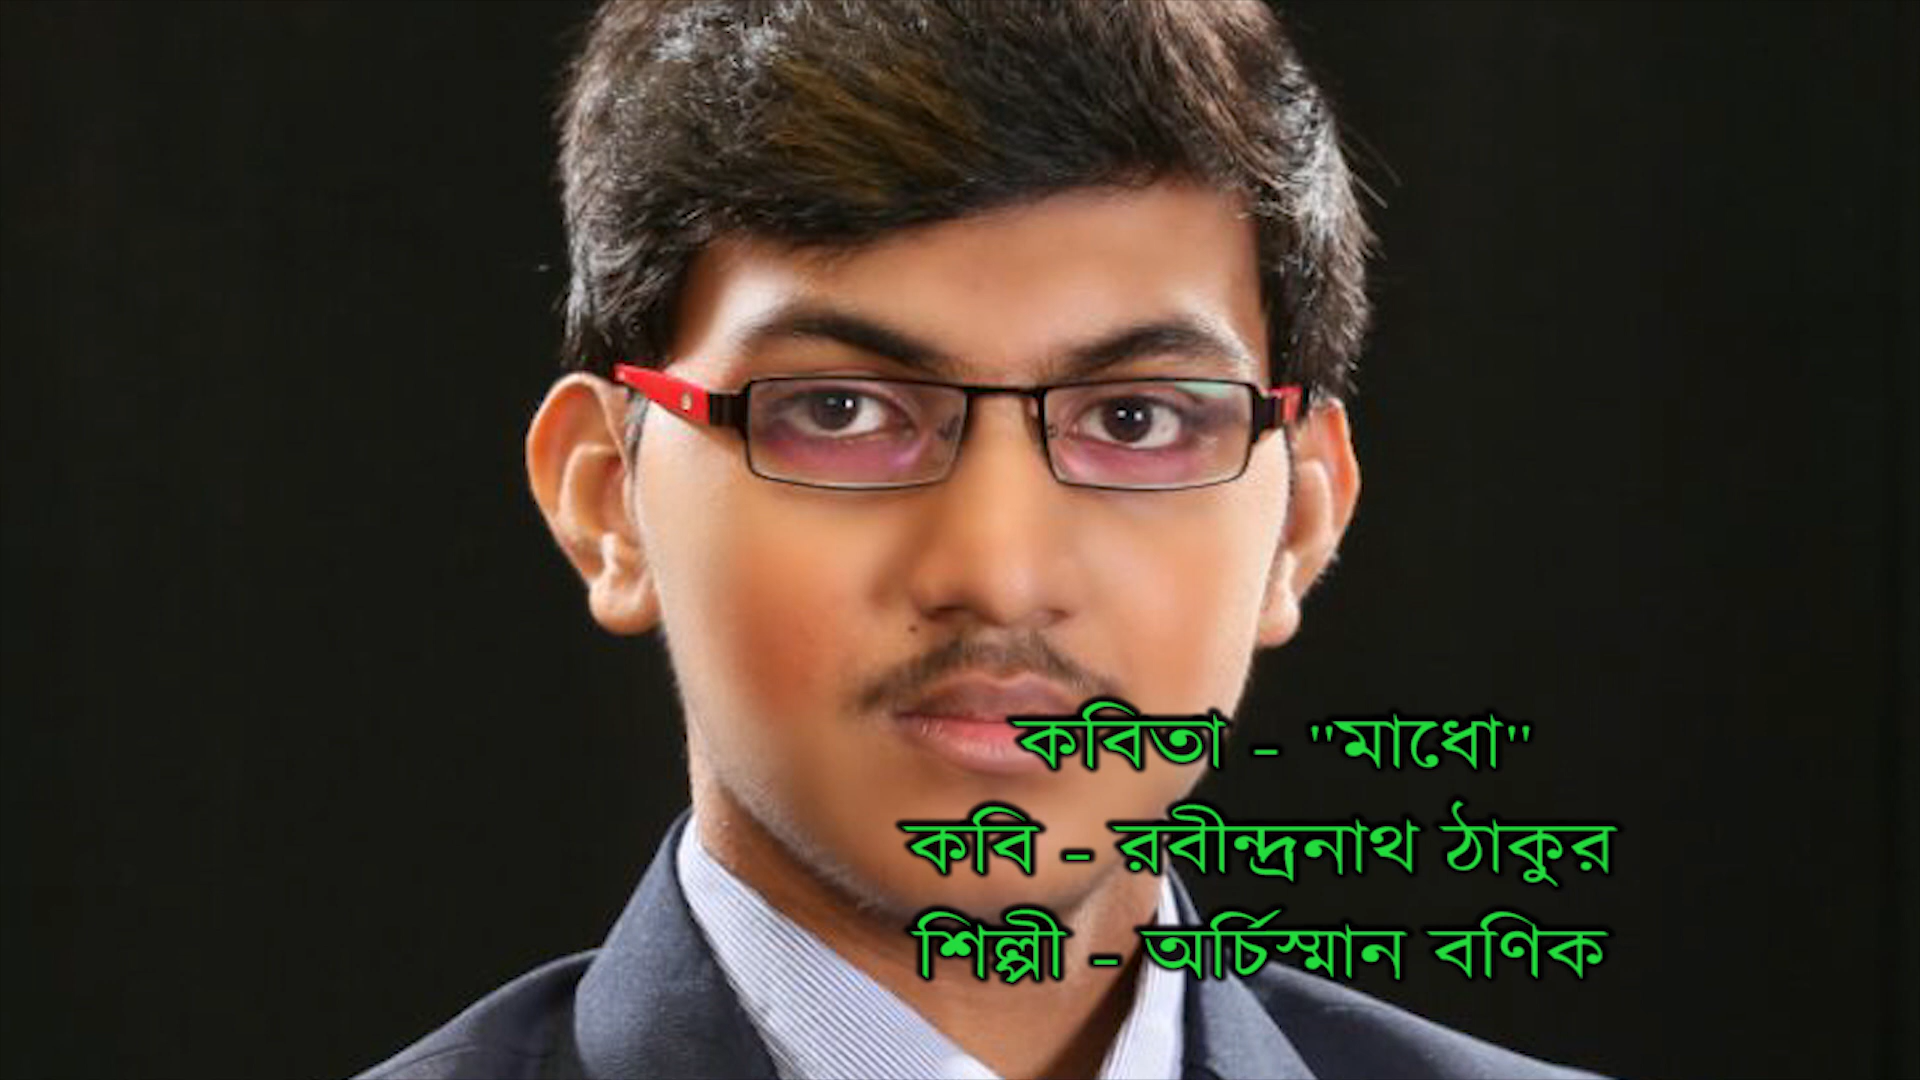 কবিতা - "মাধো"
কবি - রবীন্দ্রনাথ ঠাকুর
শিল্পী - অর্চিস্মান বণিক